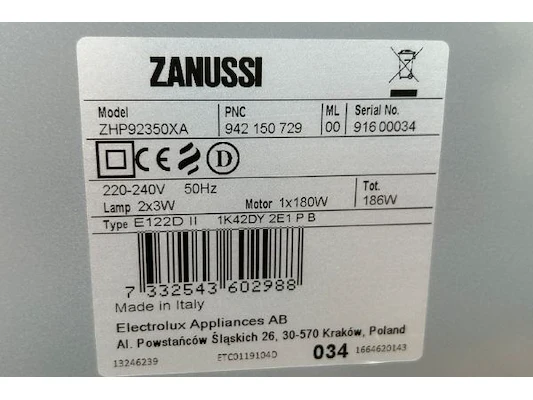 ZANUSSI
Model PNC ML Serial No.
ZHP92350XA 942 150 729 00 916 00034
CE D
220-240V 50Hz Tot.
Lamp 2x3W Motor 1x180W 186W
Type E122D II 1K42DY 2E1 P B
7 332543 602988
Made in Italy
Electrolux Appliances AB
Al. Powstańców Śląskich 26, 30-570 Kraków, Poland
13246239 ETC0119104D 034 1664620143